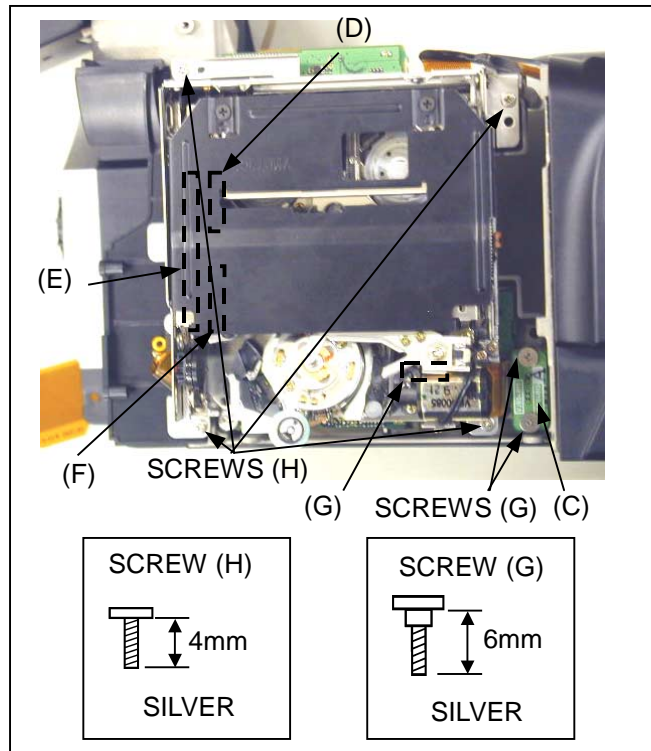 (D)
(E)
(F)
SCREWS (H)
(G)
SCREWS (G)
(C)
SCREW (H)
4mm
SILVER
SCREW (G)
6mm
SILVER